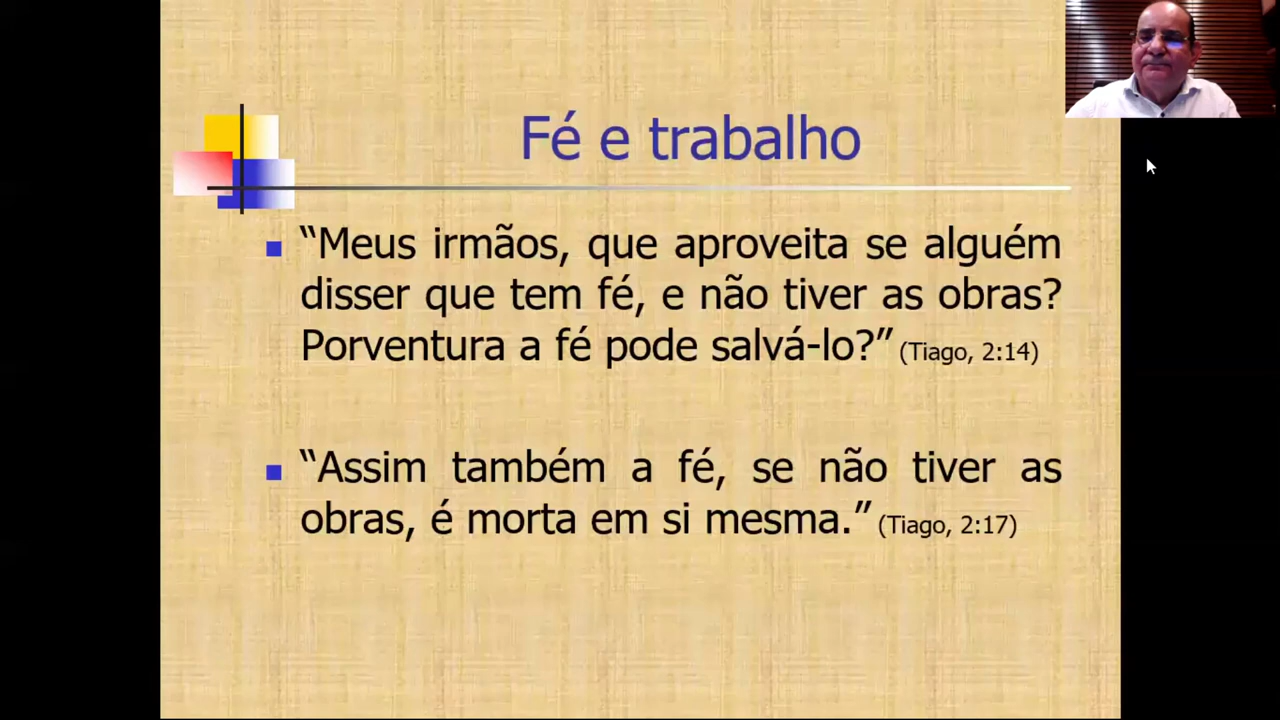 Fé e trabalho
“Meus irmãos, que aproveita se alguém
disser que tem fé, e não tiver as obras?
Porventura a fé pode salvá-lo?” (Tiago, 2:14)
“Assim também a fé, se não tiver as
obras, é morta em si mesma.” (Tiago, 2:17)